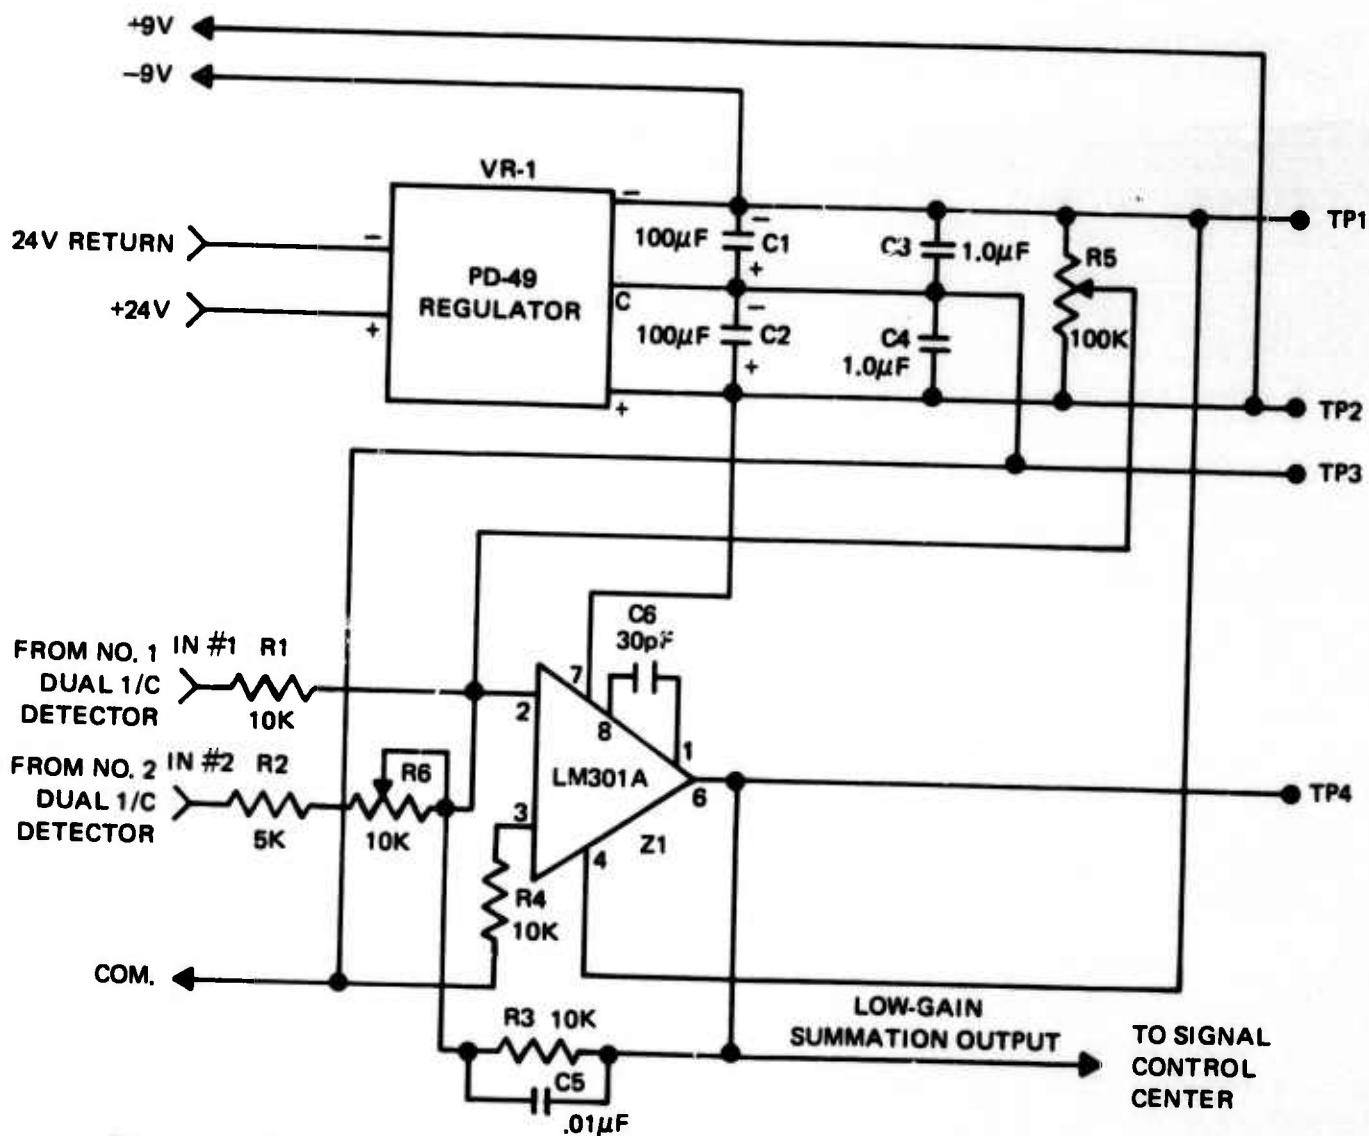 +9V
−9V
VR-1
24V RETURN
+24V
−
+
PD-49
REGULATOR
−
C
+
100µF
−
C1
+
100µF
−
C2
+
C3
1.0µF
C4
1.0µF
R5
100K
TP1
TP2
TP3
FROM NO. 1
DUAL 1/C
DETECTOR
IN #1
R1
10K
FROM NO. 2
DUAL 1/C
DETECTOR
IN #2
R2
5K
R6
10K
C6
30pF
7
2
8
1
LM301A
6
3
4
Z1
TP4
R4
10K
COM.
R3 10K
C5
.01µF
LOW-GAIN
SUMMATION OUTPUT
TO SIGNAL
CONTROL
CENTER